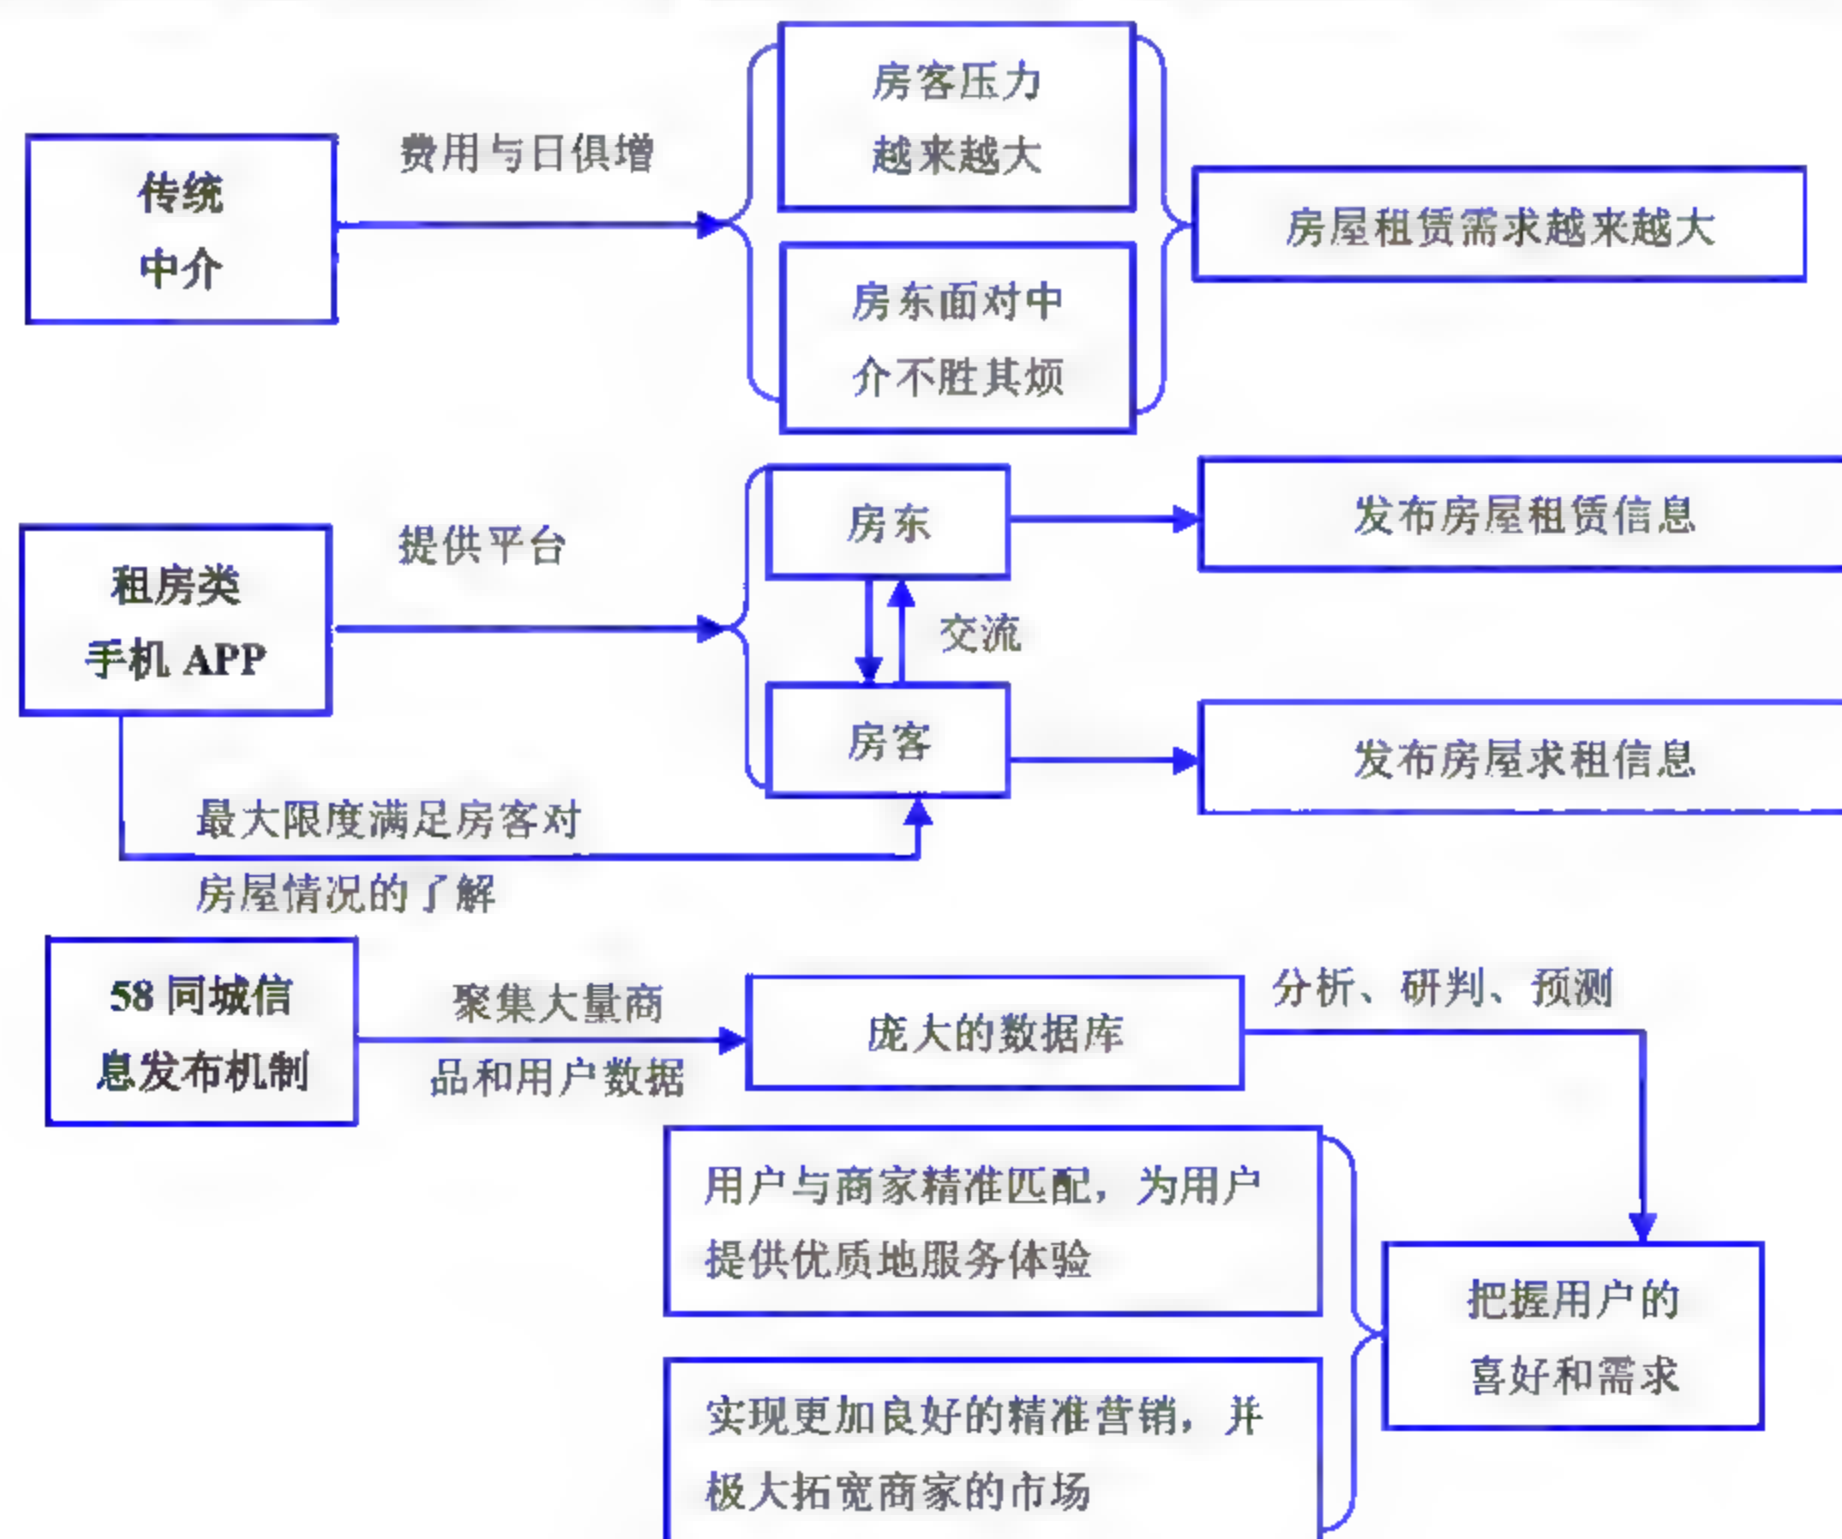 房客压力
越来越大
费用与日俱增
传统
中介
房屋租赁需求越来越大
房东面对中
介不胜其烦
房东
发布房屋租赁信息
提供平台
租房类
手机 APP
交流
房客
发布房屋求租信息
最大限度满足房客对
房屋情况的了解
58 同城信
息发布机制
聚集大量商
品和用户数据
庞大的数据库
分析、研判、预测
用户与商家精准匹配，为用户
提供优质地服务体验
把握用户的
喜好和需求
实现更加良好的精准营销，并
极大拓宽商家的市场